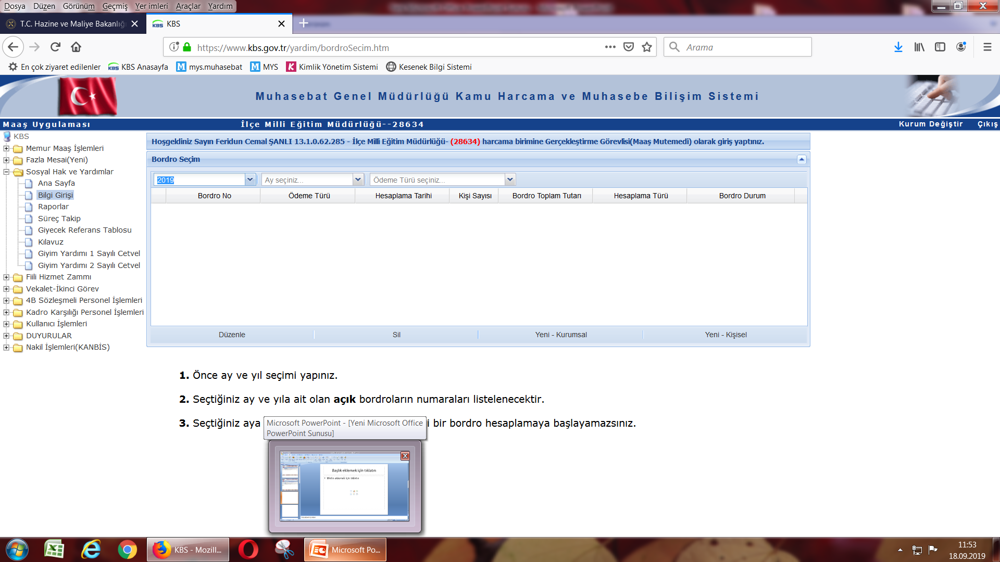 Dosya Düzen Görünüm Geçmiş Yer imleri Araçlar Yardım
T.C. Hazine ve Maliye Bakanlığı
KBS
https://www.kbs.gov.tr/yardim/bordroSecim.htm
Arama
En çok ziyaret edilenler
KBS KBS Anasayfa
M mys.muhasebat
M MYS
K Kimlik Yönetim Sistemi
Kesenek Bilgi Sistemi
Muhasebat Genel Müdürlüğü Kamu Harcama ve Muhasebe Bilişim Sistemi
Maaş Uygulaması
İlçe Milli Eğitim Müdürlüğü--28634
Kurum Değiştir Çıkış
KBS
Memur Maaş İşlemleri
Fazla Mesai(Yeni)
Sosyal Hak ve Yardımlar
Ana Sayfa
Bilgi Girişi
Raporlar
Süreç Takip
Giyecek Referans Tablosu
Kılavuz
Giyim Yardımı 1 Sayılı Cetvel
Giyim Yardımı 2 Sayılı Cetvel
Fiili Hizmet Zammı
Vekalet-İkinci Görev
4B Sözleşmeli Personel İşlemleri
Kadro Karşılığı Personel İşlemleri
Kullanıcı İşlemleri
DUYURULAR
Nakil İşlemleri(KANBİS)
Hoşgeldiniz Sayın Feridun Cemal ŞANLI 13.1.0.62.285 - İlçe Milli Eğitim Müdürlüğü- (28634) harcama birimine Gerçekleştirme Görevlisi(Maaş Mutemedi) olarak giriş yaptınız.
Bordro Seçim
2019 Ay seçiniz... Ödeme Türü seçiniz...
Bordro No Ödeme Türü Hesaplama Tarihi Kişi Sayısı Bordro Toplam Tutarı Hesaplama Türü Bordro Durum
Düzenle Sil Yeni - Kurumsal Yeni - Kişisel
1. Önce ay ve yıl seçimi yapınız.
2. Seçtiğiniz ay ve yıla ait olan açık bordroların numaraları listelenecektir.
3. Seçtiğiniz aya i bir bordro hesaplamaya başlayamazsınız.
Microsoft PowerPoint - [Yeni Microsoft Office
PowerPoint Sunusu]
Başlık eklemek için tıklatın
• Metin eklemek için tıklatın
KBS - Mozill...
Microsoft Po...
11:53
18.09.2019